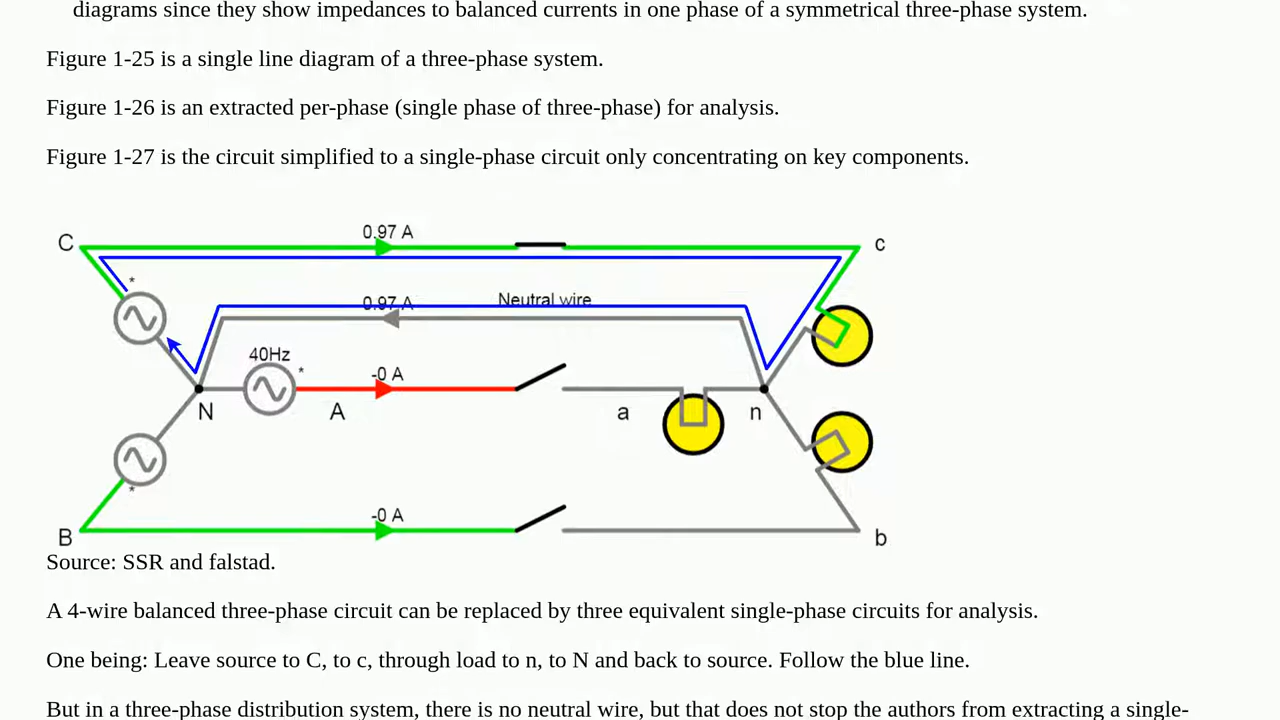 diagrams since they show impedances to balanced currents in one phase of a symmetrical three-phase system.
Figure 1-25 is a single line diagram of a three-phase system.
Figure 1-26 is an extracted per-phase (single phase of three-phase) for analysis.
Figure 1-27 is the circuit simplified to a single-phase circuit only concentrating on key components.
0.97 A
C
c
*
0.97 A
Neutral wire
40Hz
*
-0 A
N
A
a
n
*
-0 A
B
b
Source: SSR and falstad.
A 4-wire balanced three-phase circuit can be replaced by three equivalent single-phase circuits for analysis.
One being: Leave source to C, to c, through load to n, to N and back to source. Follow the blue line.
But in a three-phase distribution system, there is no neutral wire, but that does not stop the authors from extracting a single-